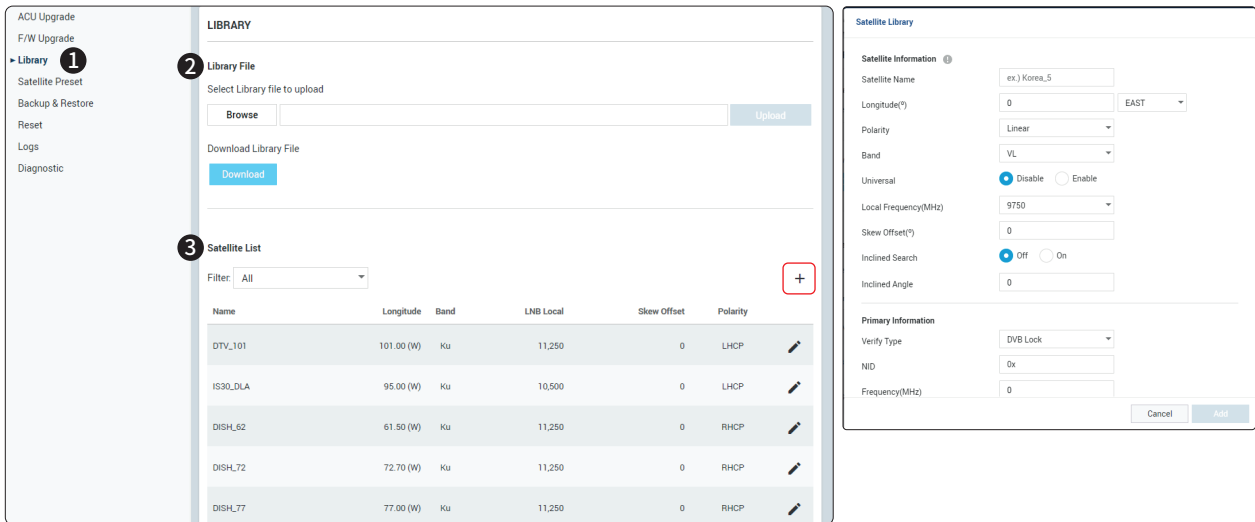 ACU Upgrade
F/W Upgrade
Library
1
Satellite Preset
Backup & Restore
Reset
Logs
Diagnostic
LIBRARY
2
Library File
Select Library file to upload
Browse
Upload
Download Library File
Download
3
Satellite List
Filter: All
+
Name Longitude Band LNB Local Skew Offset Polarity
DTV_101 101.00 (W) Ku 11,250 0 LHCP
IS30_DLA 95.00 (W) Ku 10,500 0 LHCP
DISH_62 61.50 (W) Ku 11,250 0 RHCP
DISH_72 72.70 (W) Ku 11,250 0 RHCP
DISH_77 77.00 (W) Ku 11,250 0 RHCP
Satellite Library
Satellite Information
Satellite Name ex.) Korea_5
Longitude(º) 0 EAST
Polarity Linear
Band VL
Universal Disable Enable
Local Frequency(MHz) 9750
Skew Offset(º) 0
Inclined Search Off On
Inclined Angle 0
Primary Information
Verify Type DVB Lock
NID 0x
Frequency(MHz) 0
Cancel Add